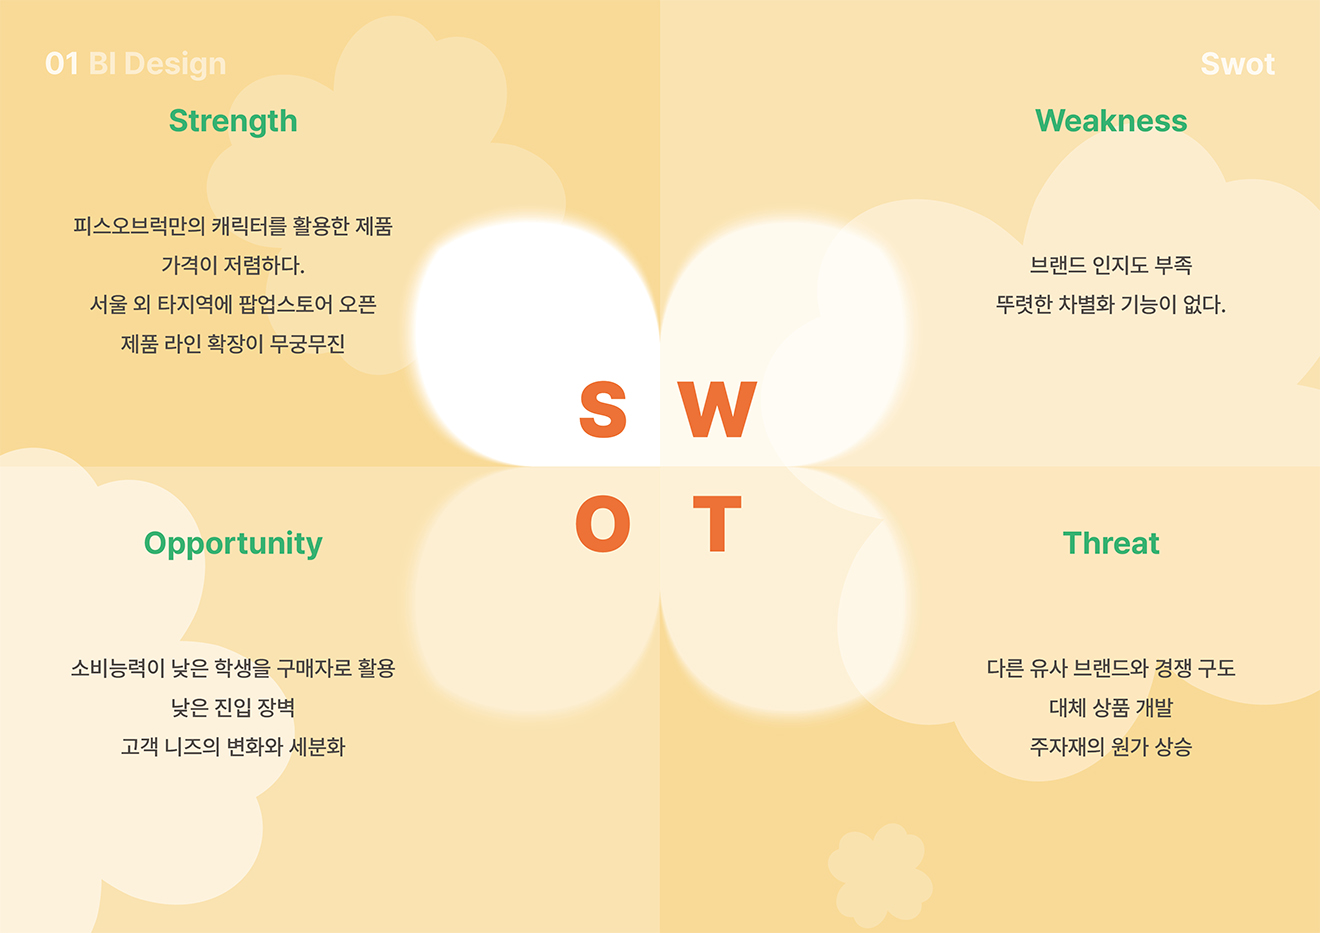 01 BI Design
Swot
Strength
피스오브럭만의 캐릭터를 활용한 제품
가격이 저렴하다.
서울 외 타지역에 팝업스토어 오픈
제품 라인 확장이 무궁무진
Weakness
브랜드 인지도 부족
뚜렷한 차별화 기능이 없다.
S W
O T
Opportunity
소비능력이 낮은 학생을 구매자로 활용
낮은 진입 장벽
고객 니즈의 변화와 세분화
Threat
다른 유사 브랜드와 경쟁 구도
대체 상품 개발
주자재의 원가 상승